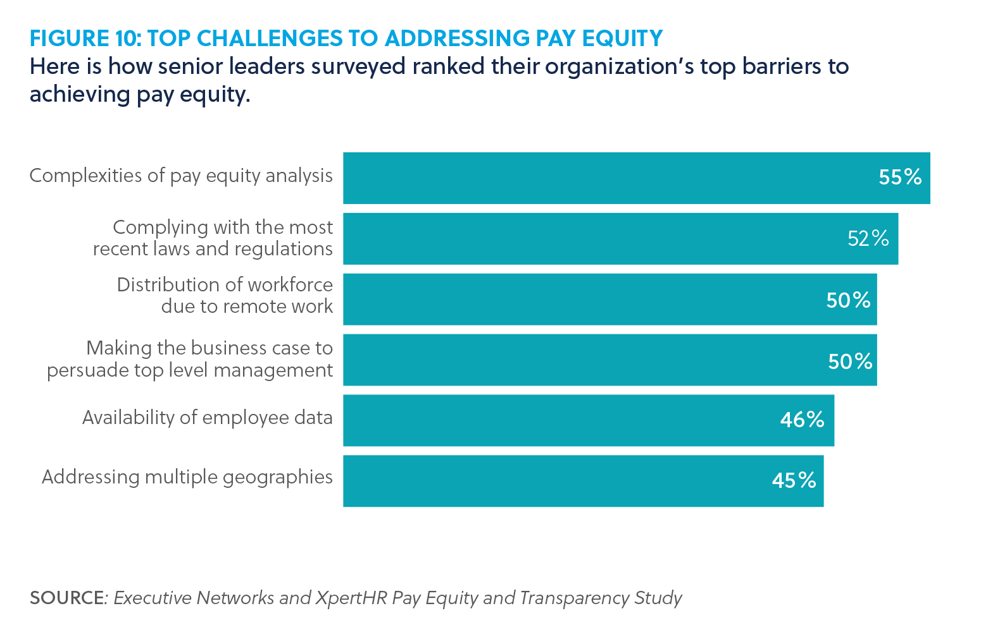 FIGURE 10: TOP CHALLENGES TO ADDRESSING PAY EQUITY
Here is how senior leaders surveyed ranked their organization's top barriers to
achieving pay equity.
Complexities of pay equity analysis
55%
Complying with the most
recent laws and regulations
52%
Distribution of workforce
due to remote work
50%
Making the business case to
persuade top level management
50%
Availability of employee data
46%
Addressing multiple geographies
45%
SOURCE: Executive Networks and XpertHR Pay Equity and Transparency Study